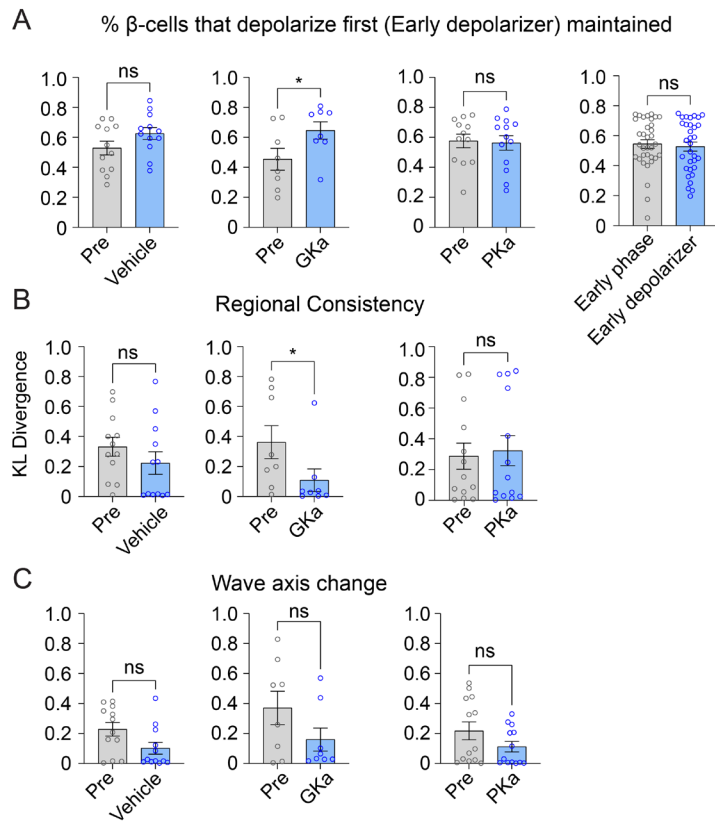 A
% β-cells that depolarize first (Early depolarizer) maintained
ns
1.0
0.8
0.6
0.4
0.2
0
Pre
Vehicle
*
1.0
0.8
0.6
0.4
0.2
0
Pre
GKa
ns
1.0
0.8
0.6
0.4
0.2
0
Pre
PKa
ns
1.0
0.8
0.6
0.4
0.2
0
Early phase
Early depolarizer
B
Regional Consistency
KL Divergence
ns
1.0
0.8
0.6
0.4
0.2
0
Pre
Vehicle
*
1.0
0.8
0.6
0.4
0.2
0
Pre
GKa
ns
1.0
0.8
0.6
0.4
0.2
0
Pre
PKa
C
Wave axis change
ns
1.0
0.8
0.6
0.4
0.2
0
Pre
Vehicle
ns
1.0
0.8
0.6
0.4
0.2
0
Pre
GKa
ns
1.0
0.8
0.6
0.4
0.2
0
Pre
PKa